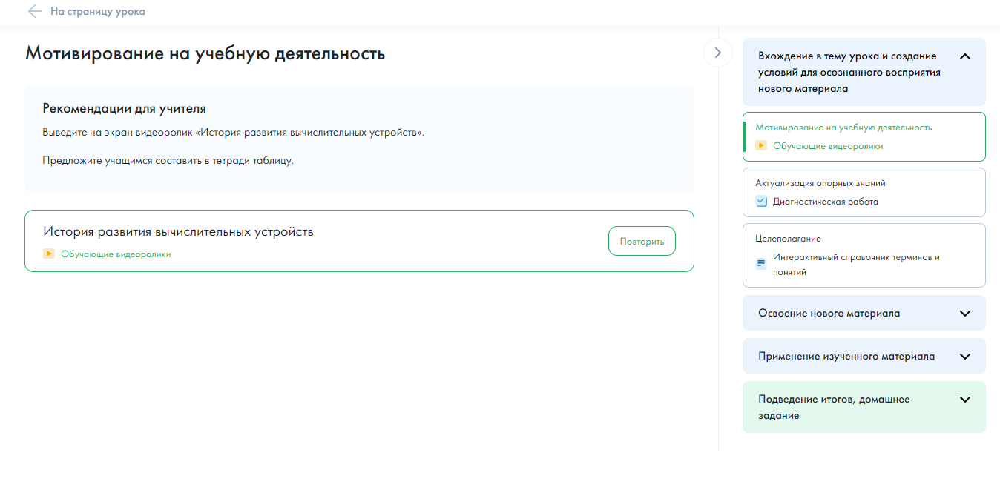 На страницу урока
Мотивирование на учебную деятельность
Рекомендации для учителя
Выведите на экран видеоролик «История развития вычислительных устройств».
Предложите учащимся составить в тетради таблицу.
История развития вычислительных устройств
Обучающие видеоролики
Повторить
Вхождение в тему урока и создание
условий для осознанного восприятия
нового материала
Мотивирование на учебную деятельность
Обучающие видеоролики
Актуализация опорных знаний
Диагностическая работа
Целеполагание
Интерактивный справочник терминов и
понятий
Освоение нового материала
Применение изученного материала
Подведение итогов, домашнее
задание